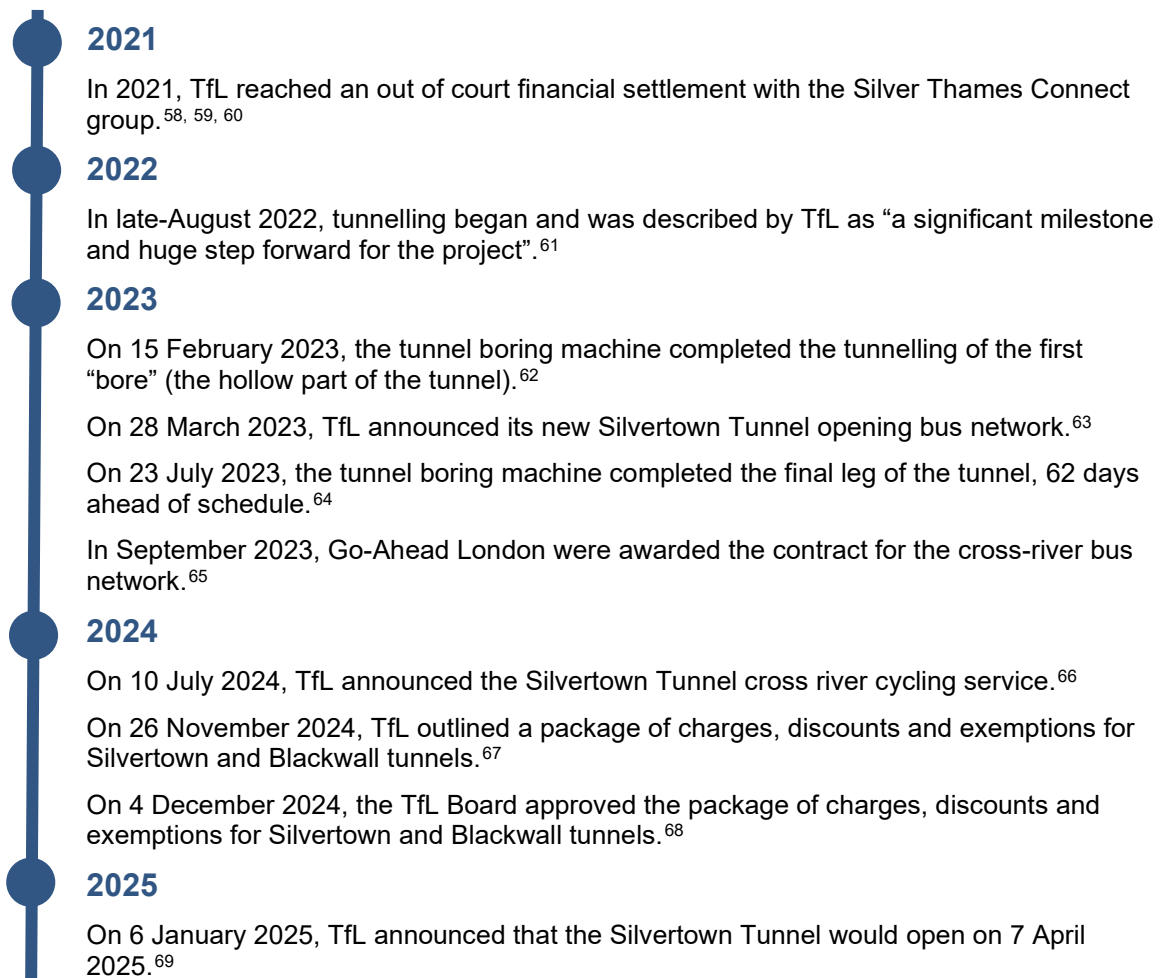 2021
In 2021, TfL reached an out of court financial settlement with the Silver Thames Connect
group.58, 59, 60
2022
In late-August 2022, tunnelling began and was described by TfL as “a significant milestone
and huge step forward for the project”.61
2023
On 15 February 2023, the tunnel boring machine completed the tunnelling of the first
“bore” (the hollow part of the tunnel).62
On 28 March 2023, TfL announced its new Silvertown Tunnel opening bus network.63
On 23 July 2023, the tunnel boring machine completed the final leg of the tunnel, 62 days
ahead of schedule.64
In September 2023, Go-Ahead London were awarded the contract for the cross-river bus
network.65
2024
On 10 July 2024, TfL announced the Silvertown Tunnel cross river cycling service.66
On 26 November 2024, TfL outlined a package of charges, discounts and exemptions for
Silvertown and Blackwall tunnels.67
On 4 December 2024, the TfL Board approved the package of charges, discounts and
exemptions for Silvertown and Blackwall tunnels.68
2025
On 6 January 2025, TfL announced that the Silvertown Tunnel would open on 7 April
2025.69